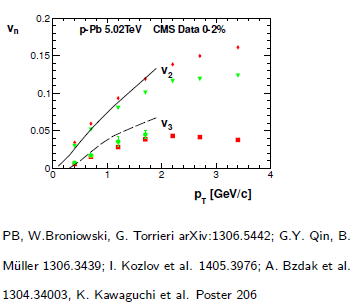 0.2
v_n
p-Pb 5.02TeV CMS Data 0-2%
0.15
v_2
0.1
v_3
0.05
0
0 1 2 3 4
p_T [GeV/c]
PB, W.Broniowski, G. Torrieri arXiv:1306.5442; G.Y. Qin, B.
Müller 1306.3439; I. Kozlov et al. 1405.3976; A. Bzdak et al.
1304.34003, K. Kawaguchi et al. Poster 206